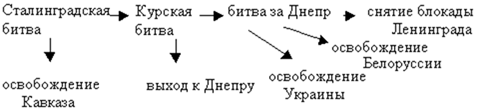 Сталинградская битва
Курская битва
битва за Днепр
снятие блокады Ленинграда
освобождение Кавказа
выход к Днепру
освобождение Украины
освобождение Белоруссии